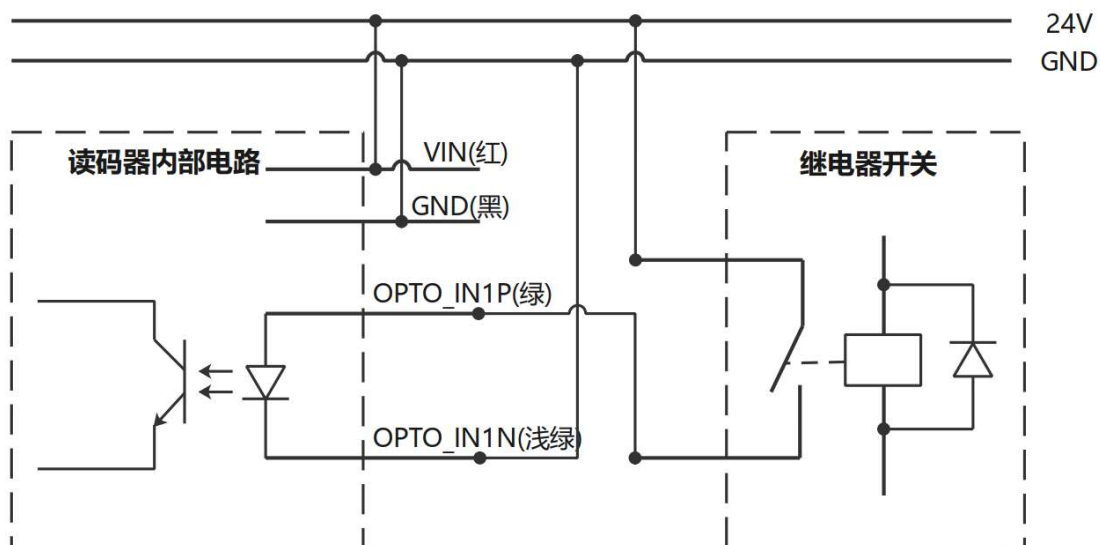 24V
GND
读码器内部电路
VIN(红)
继电器开关
GND(黑)
OPTO_IN1P(绿)
OPTO_IN1N(浅绿)